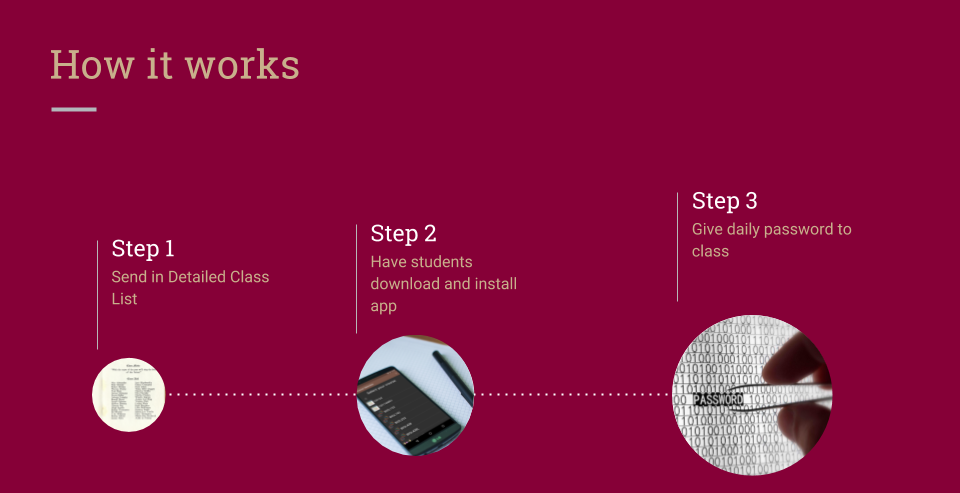 How it works
Step 1
Send in Detailed Class
List
Step 2
Have students
download and install
app
Step 3
Give daily password to
class
PASSWORD